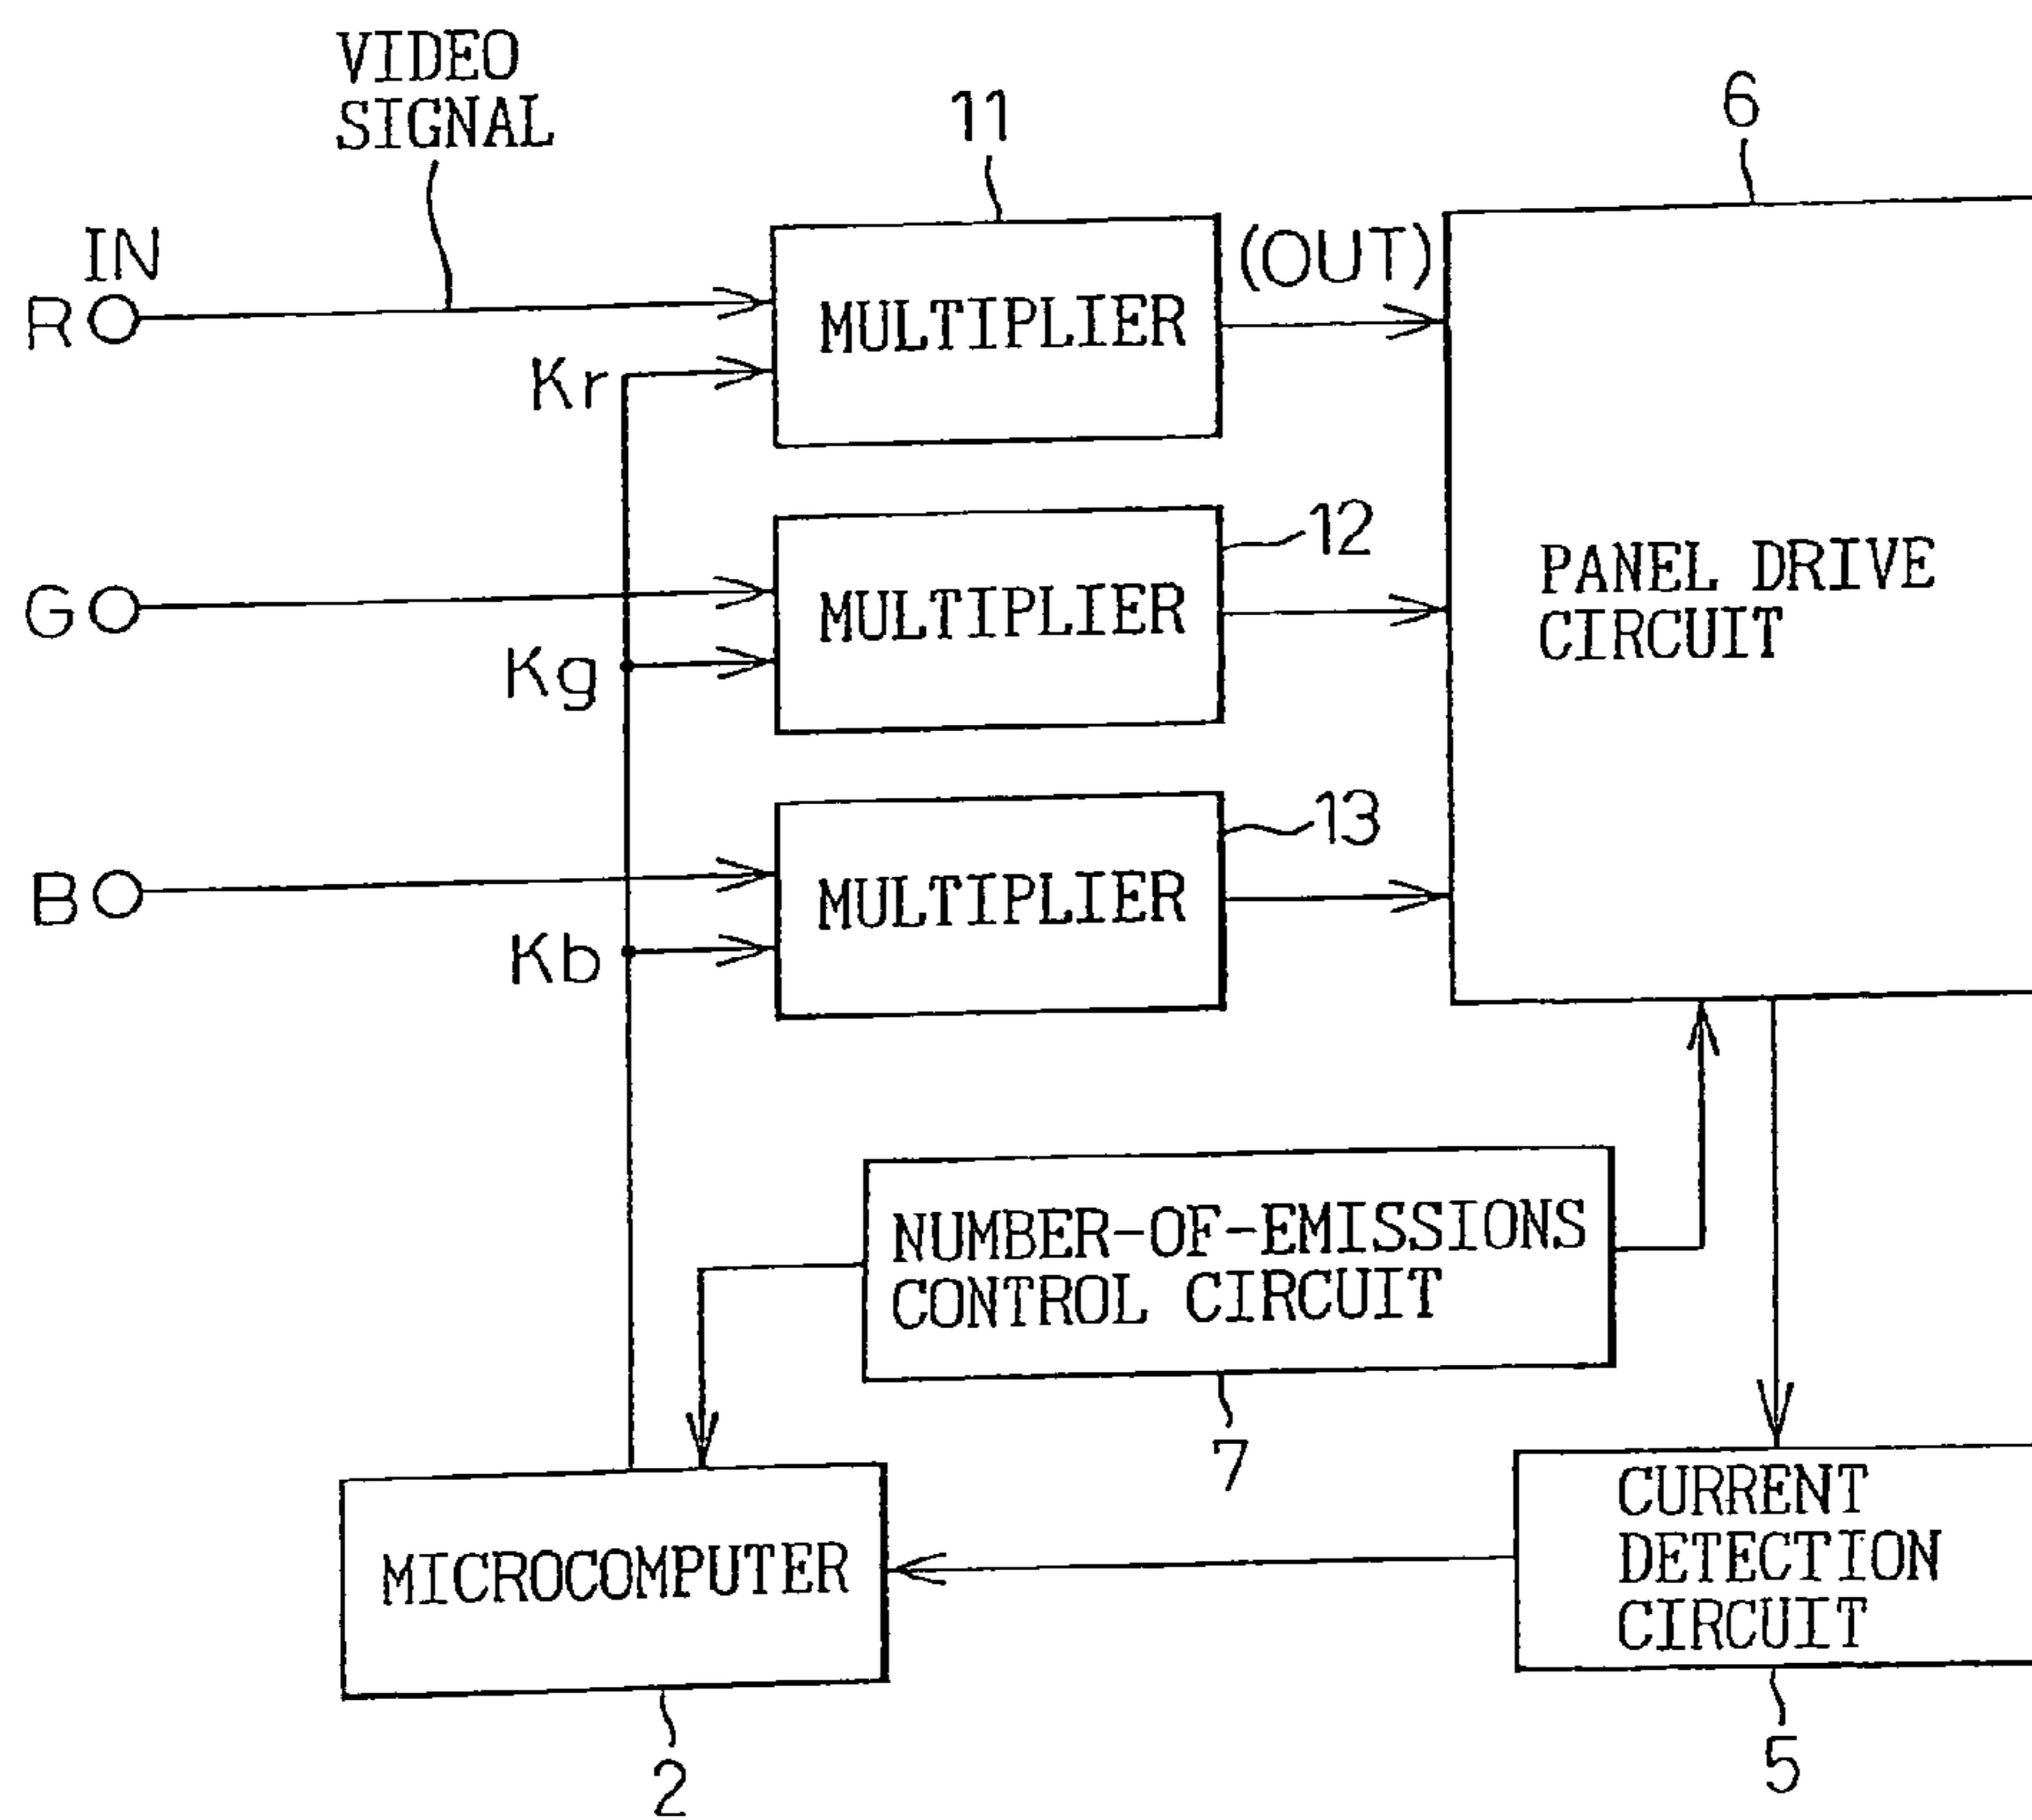 VIDEO
SIGNAL
11
6
IN
R
(OUT)
MULTIPLIER
Kr
12
G
MULTIPLIER
PANEL DRIVE
CIRCUIT
Kg
13
B
MULTIPLIER
Kb
NUMBER-OF-EMISSIONS
CONTROL CIRCUIT
7
MICROCOMPUTER
CURRENT
DETECTION
CIRCUIT
2
5